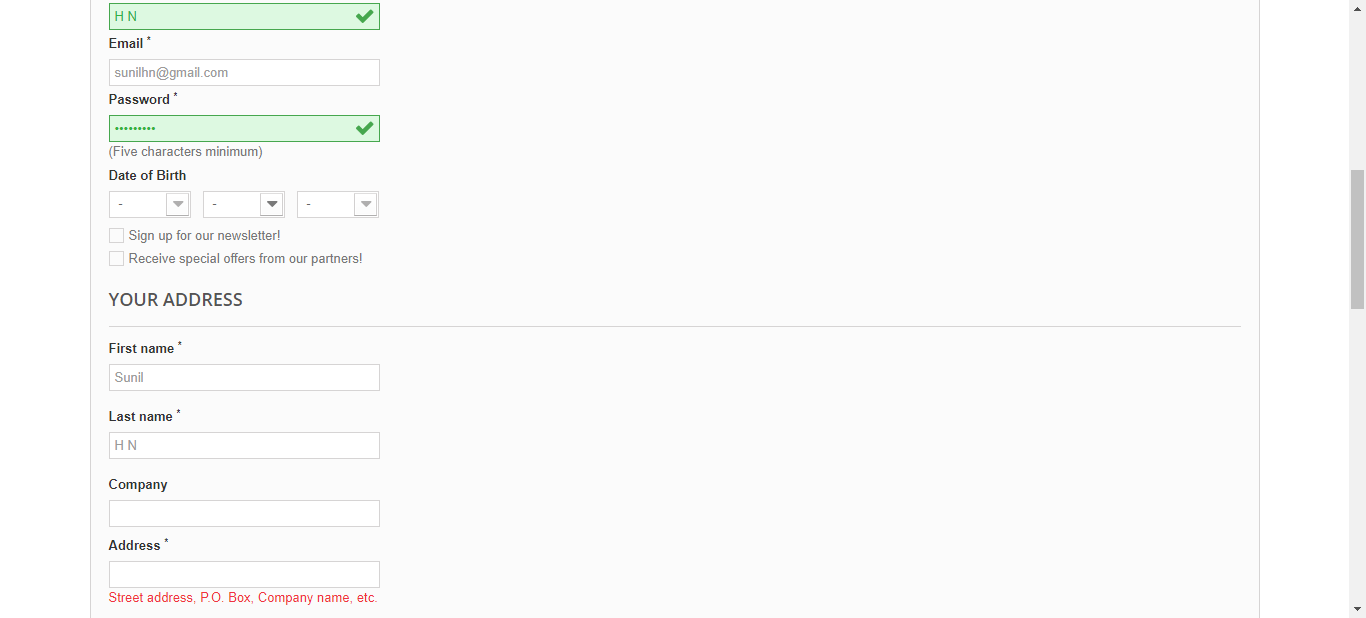 H N
Email *
sunilhn@gmail.com
Password *
•••••••••
(Five characters minimum)
Date of Birth
- - -
Sign up for our newsletter!
Receive special offers from our partners!
YOUR ADDRESS
First name *
Sunil
Last name *
H N
Company
Address *
Street address, P.O. Box, Company name, etc.